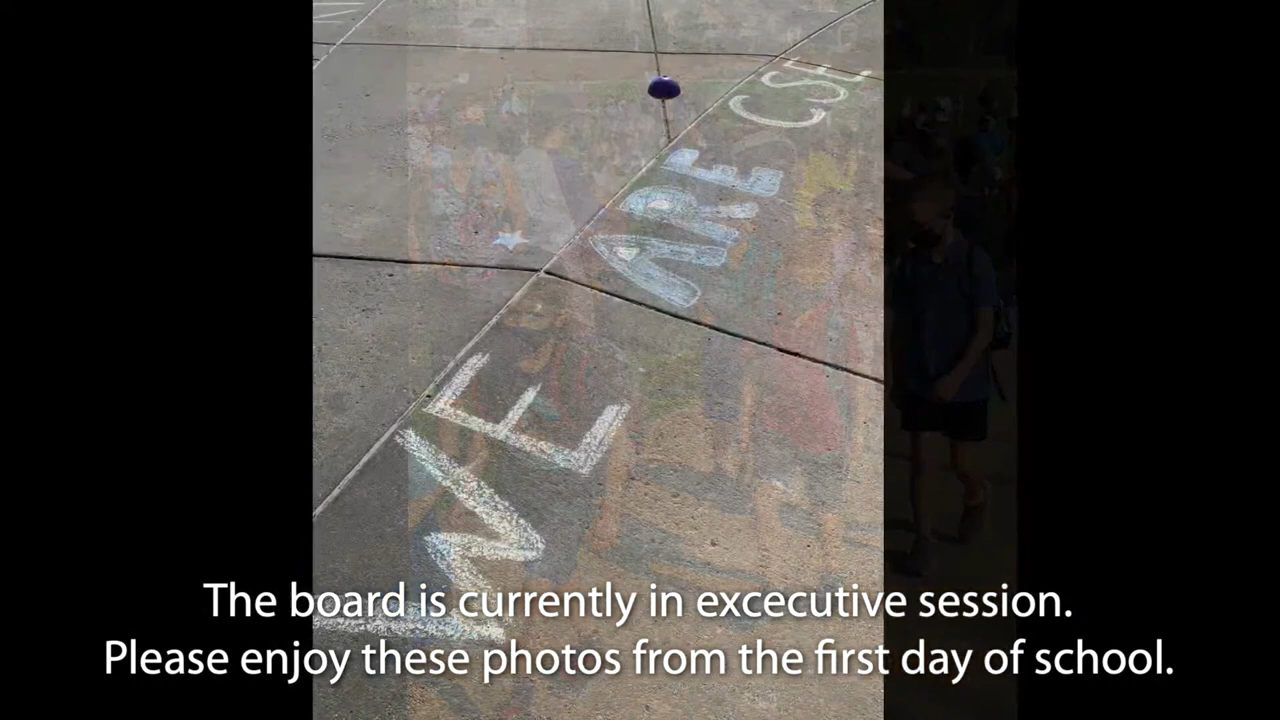 WE
ARE
CSE
The board is currently in excecutive session.
Please enjoy these photos from the first day of school.